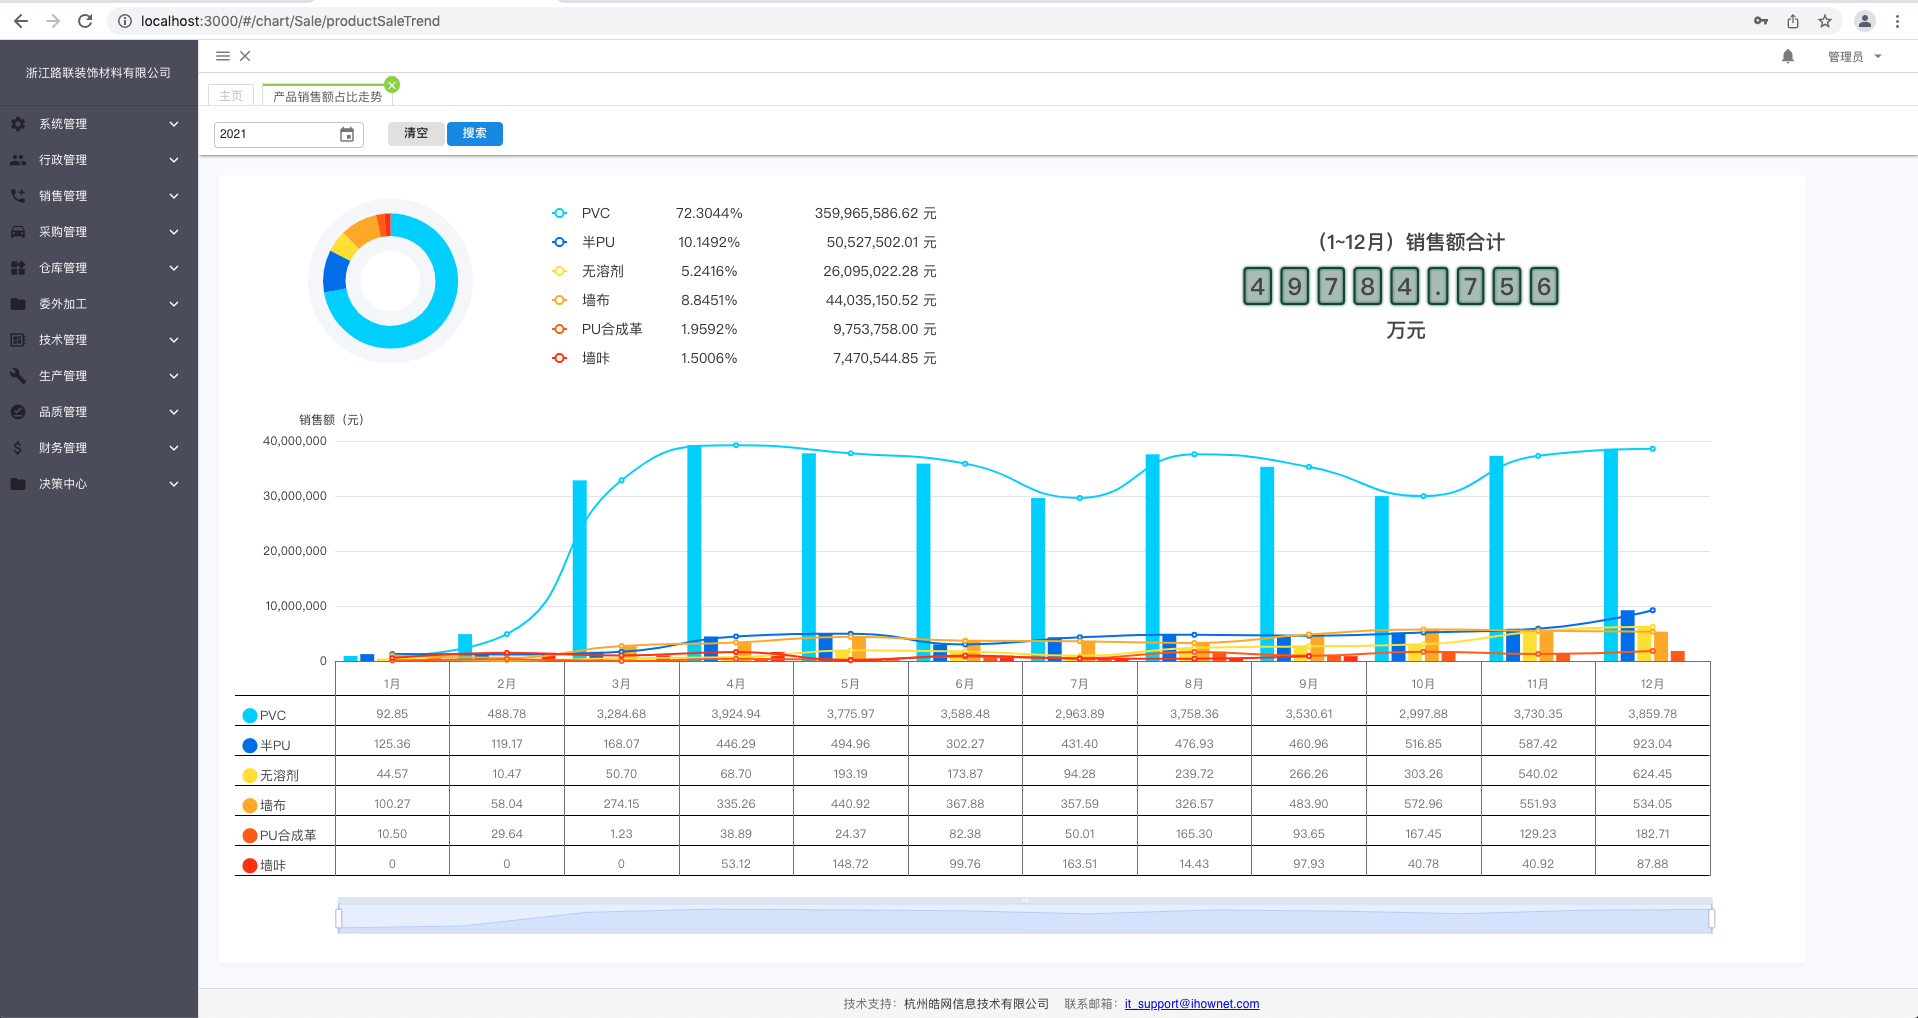 localhost:3000/#/chart/Sale/productSaleTrend
浙江路联装饰材料有限公司
管理员
主页 产品销售额占比走势
系统管理
行政管理
销售管理
采购管理
仓库管理
委外加工
技术管理
生产管理
品质管理
财务管理
决策中心
2021 清空 搜索
PVC 72.3044% 359,965,586.62 元
半PU 10.1492% 50,527,502.01 元
无溶剂 5.2416% 26,095,022.28 元
墙布 8.8451% 44,035,150.52 元
PU合成革 1.9592% 9,753,758.00 元
墙咔 1.5006% 7,470,544.85 元
（1~12月）销售额合计
49784.756
万元
销售额（元）
40,000,000
30,000,000
20,000,000
10,000,000
0
1月 2月 3月 4月 5月 6月 7月 8月 9月 10月 11月 12月
PVC 92.85 488.78 3,284.68 3,924.94 3,775.97 3,588.48 2,963.89 3,758.36 3,530.61 2,997.88 3,730.35 3,859.78
半PU 125.36 119.17 168.07 446.29 494.96 302.27 431.40 476.93 460.96 516.85 587.42 923.04
无溶剂 44.57 10.47 50.70 68.70 193.19 173.87 94.28 239.72 266.26 303.26 540.02 624.45
墙布 100.27 58.04 274.15 335.26 440.92 367.88 357.59 326.57 483.90 572.96 551.93 534.05
PU合成革 10.50 29.64 1.23 38.89 24.37 82.38 50.01 165.30 93.65 167.45 129.23 182.71
墙咔 0 0 0 53.12 148.72 99.76 163.51 14.43 97.93 40.78 40.92 87.88
技术支持：杭州皓网信息技术有限公司 联系邮箱：it_support@ihownet.com